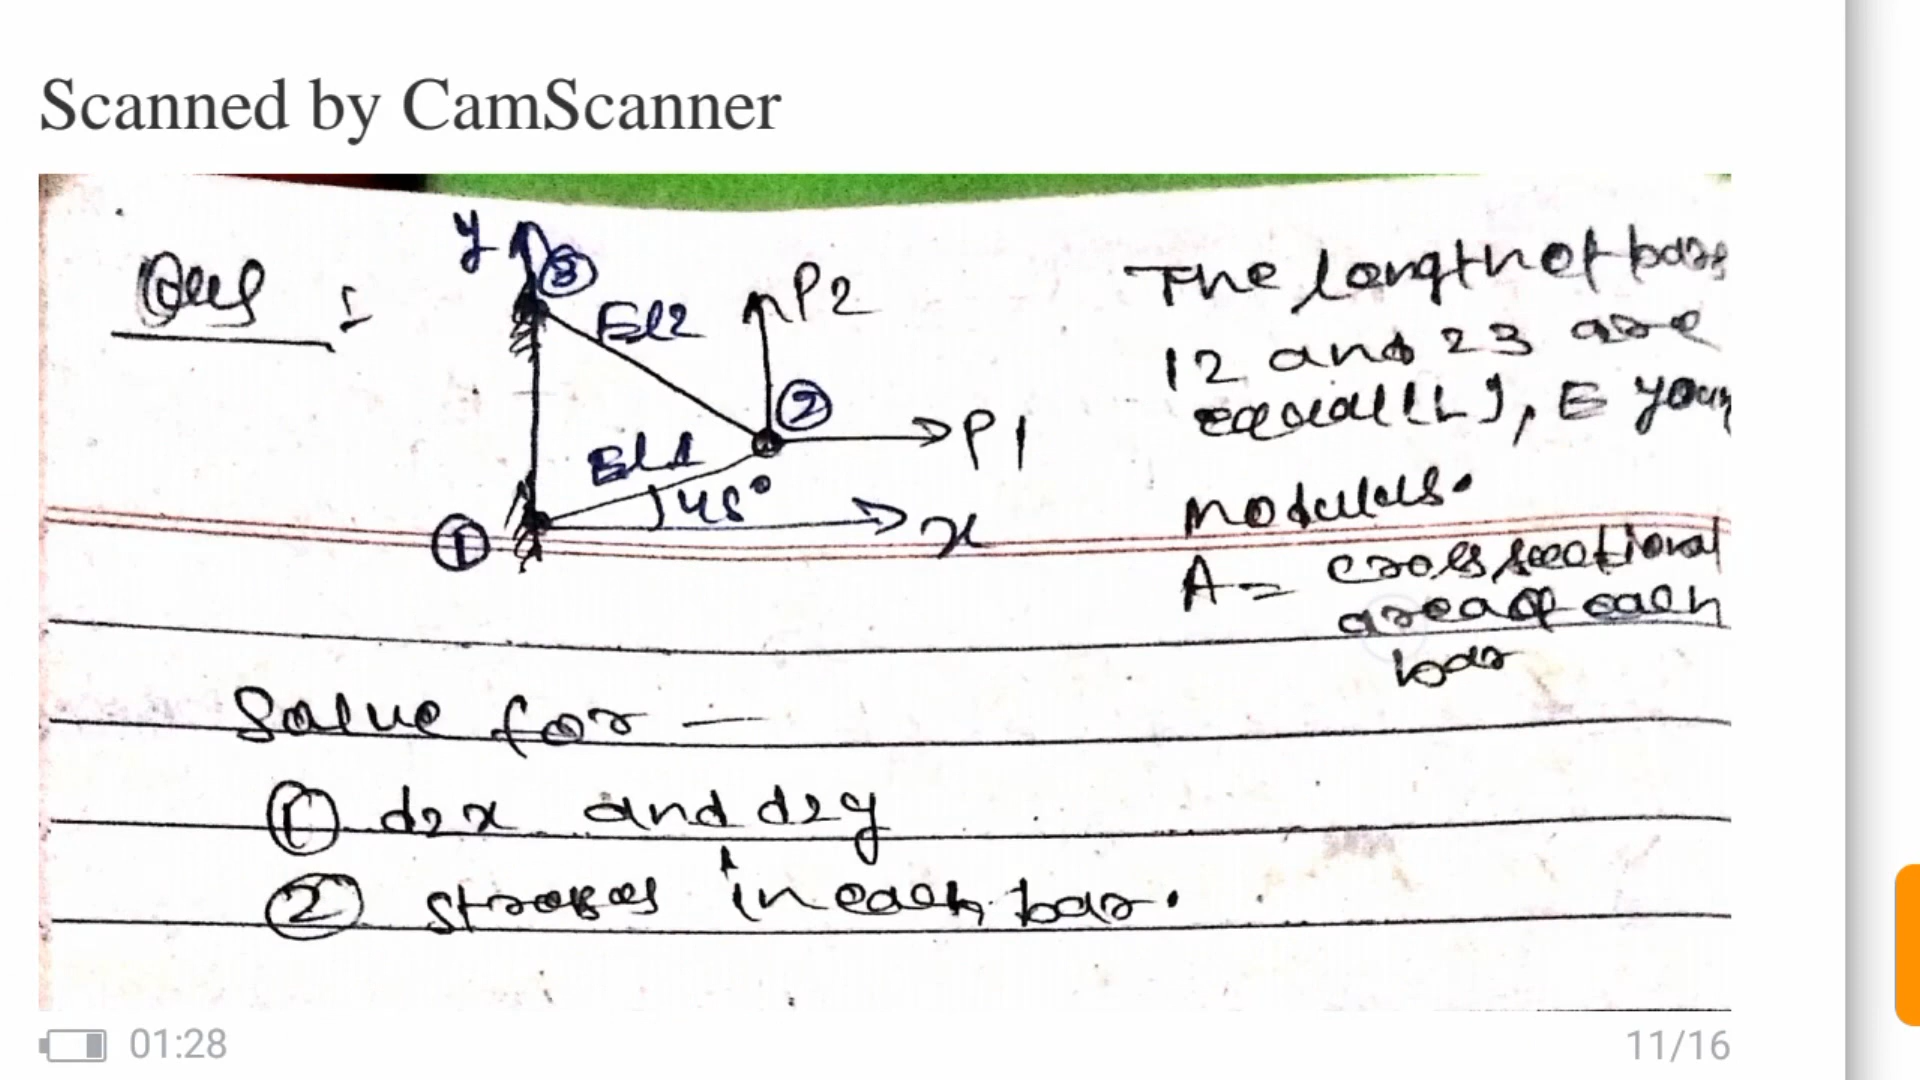 Scanned by CamScanner
Ques :
y
③
El2
P2
②
P1
El1
45°
x
①
The length of bars
12 and 23 are
equal (L), E youn
modulus.
A = cross sectional
area of each
bar
Solve for —
① d2x and d2y
② stresses in each bar.
01:28
11/16